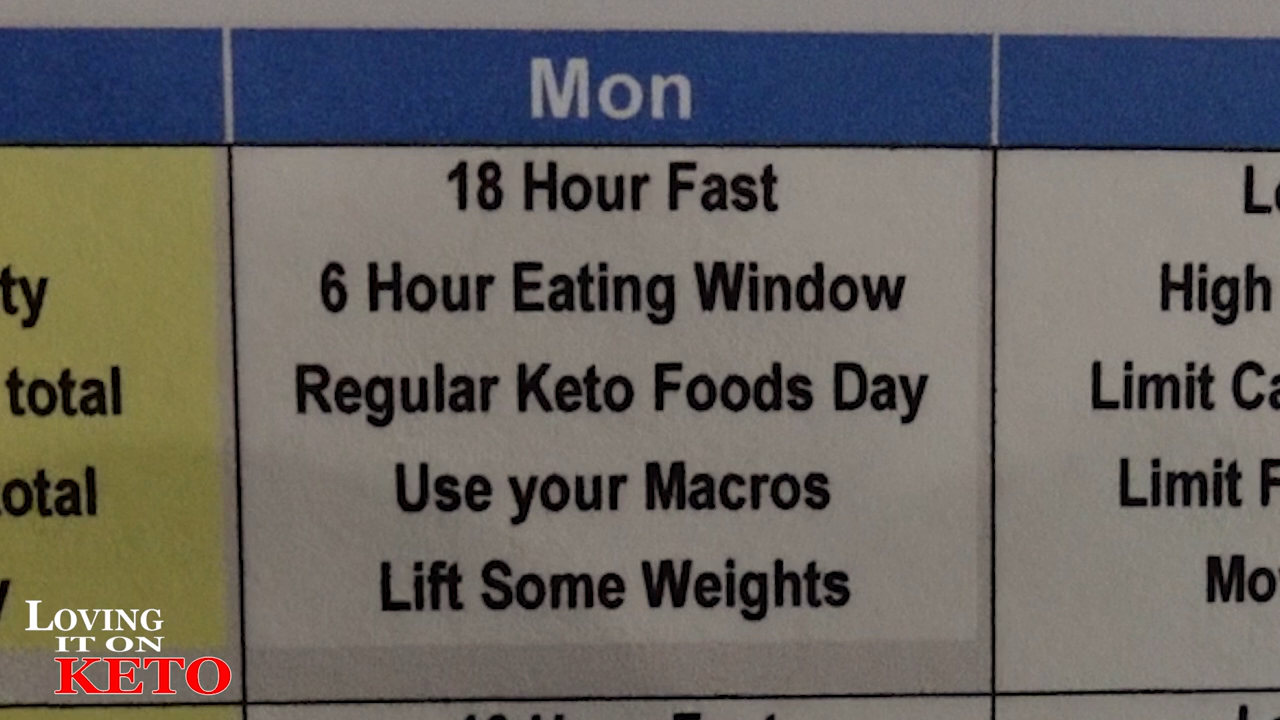 Mon
18 Hour Fast
6 Hour Eating Window
Regular Keto Foods Day
Use your Macros
Lift Some Weights
total
High
Limit
Limit
LOVING
IT ON
KETO